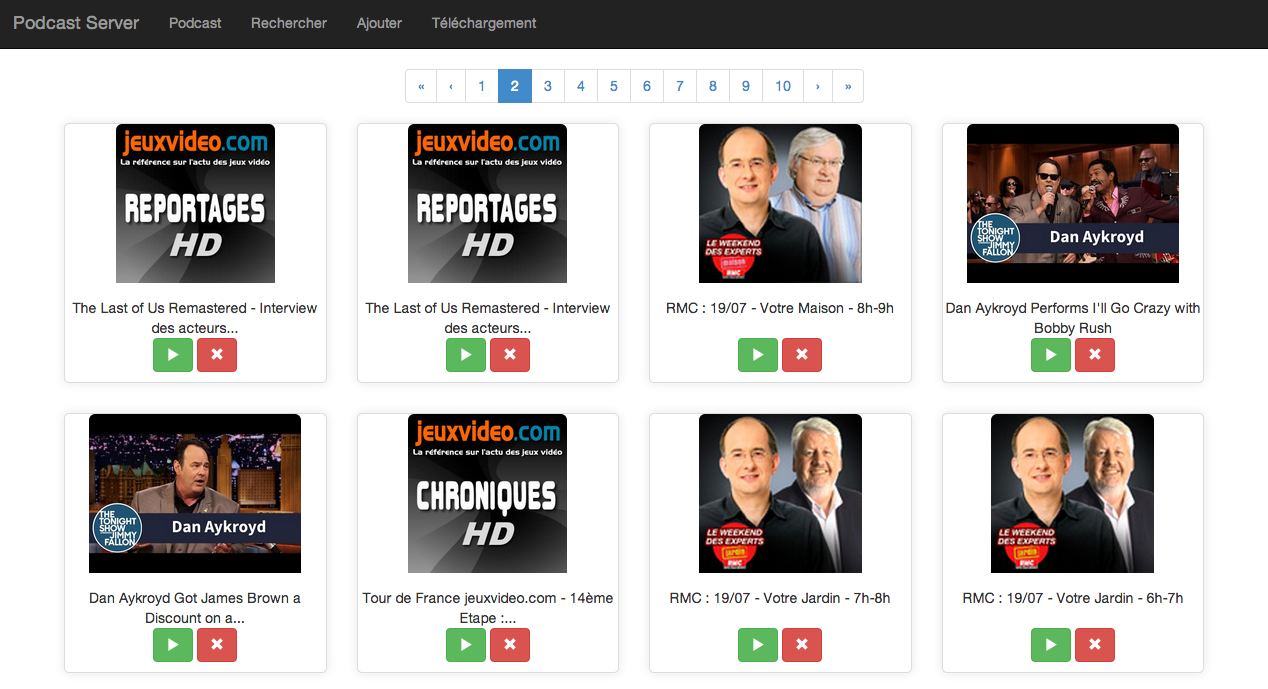 Podcast Server Podcast Rechercher Ajouter Téléchargement
« ‹ 1 2 3 4 5 6 7 8 9 10 › »
jeuxvideo.com
La référence sur l'actu des jeux vidéo
REPORTAGES
HD
The Last of Us Remastered - Interview
des acteurs...
jeuxvideo.com
La référence sur l'actu des jeux vidéo
REPORTAGES
HD
The Last of Us Remastered - Interview
des acteurs...
LE WEEKEND
DES EXPERTS
maison
RMC
RMC : 19/07 - Votre Maison - 8h-9h
THE
TONIGHT
SHOW
JIMMY
FALLON
Dan Aykroyd
Dan Aykroyd Performs I'll Go Crazy with
Bobby Rush
THE
TONIGHT
SHOW
JIMMY
FALLON
Dan Aykroyd
Dan Aykroyd Got James Brown a
Discount on a...
jeuxvideo.com
La référence sur l'actu des jeux vidéo
CHRONIQUES
HD
Tour de France jeuxvideo.com - 14ème
Etape :...
LE WEEKEND
DES EXPERTS
jardin
RMC
RMC : 19/07 - Votre Jardin - 7h-8h
LE WEEKEND
DES EXPERTS
jardin
RMC
RMC : 19/07 - Votre Jardin - 6h-7h